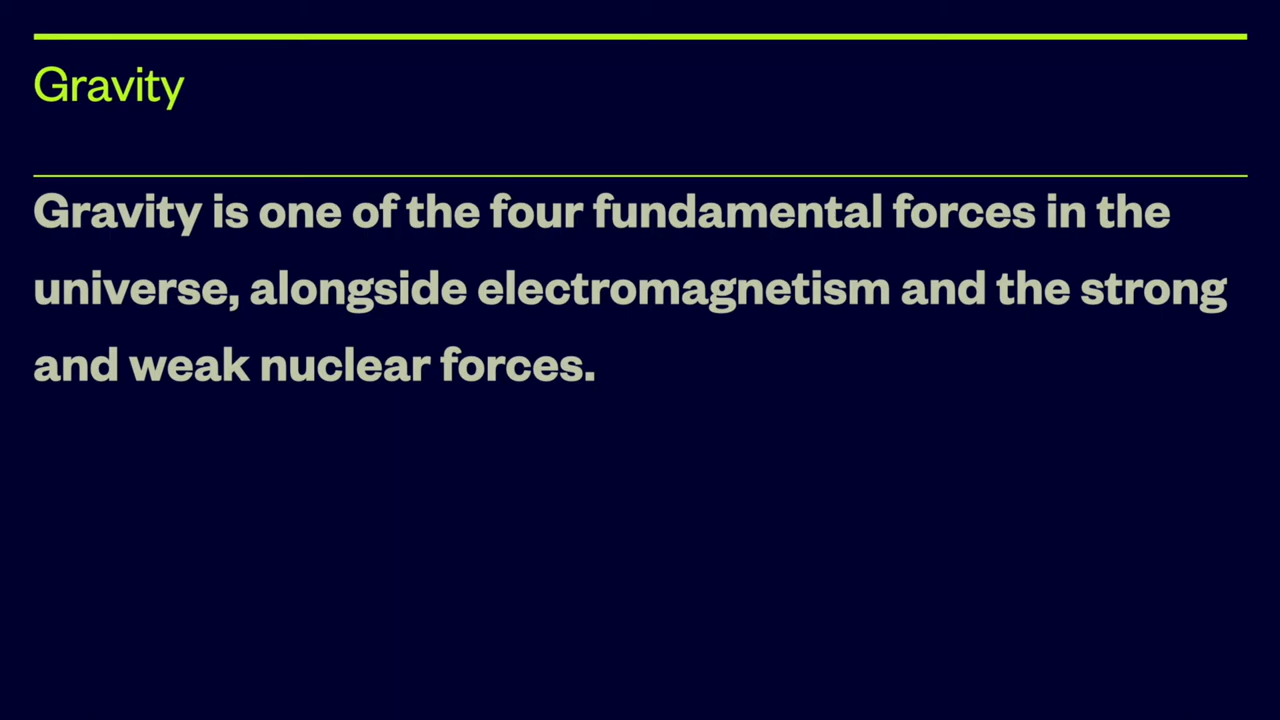 Gravity
Gravity is one of the four fundamental forces in the
universe, alongside electromagnetism and the strong
and weak nuclear forces.